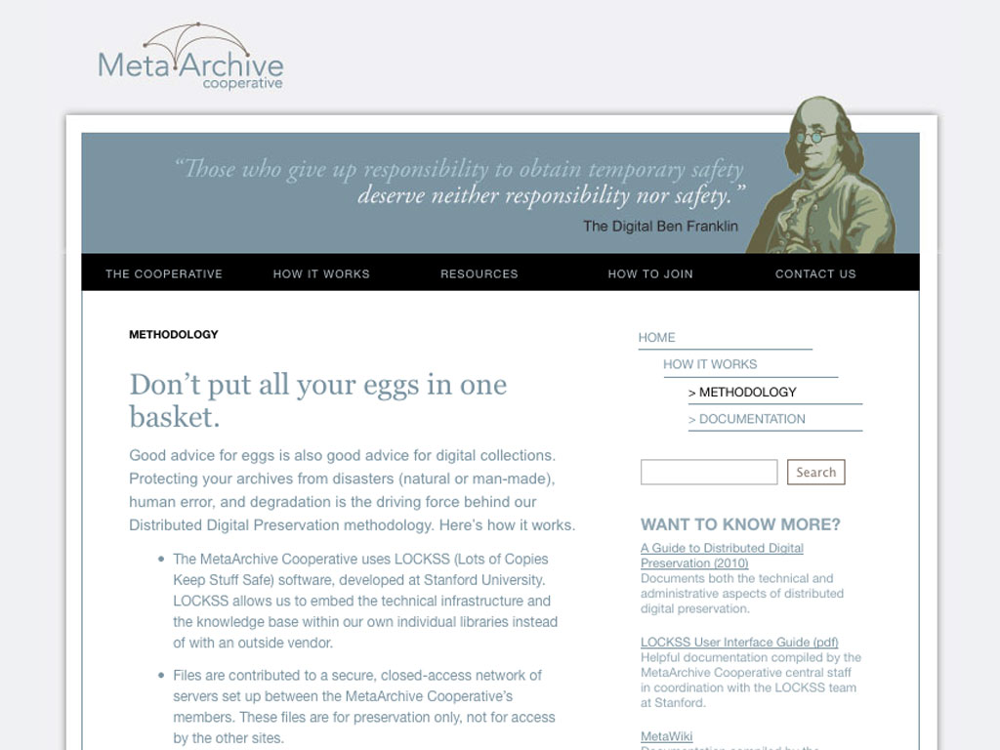 Meta Archive
cooperative
“Those who give up responsibility to obtain temporary safety
deserve neither responsibility nor safety.”
The Digital Ben Franklin
THE COOPERATIVE
HOW IT WORKS
RESOURCES
HOW TO JOIN
CONTACT US
METHODOLOGY
Don’t put all your eggs in one
basket.
Good advice for eggs is also good advice for digital collections.
Protecting your archives from disasters (natural or man-made),
human error, and degradation is the driving force behind our
Distributed Digital Preservation methodology. Here’s how it works.
• The MetaArchive Cooperative uses LOCKSS (Lots of Copies
Keep Stuff Safe) software, developed at Stanford University.
LOCKSS allows us to embed the technical infrastructure and
the knowledge base within our own individual libraries instead
of with an outside vendor.
• Files are contributed to a secure, closed-access network of
servers set up between the MetaArchive Cooperative’s
members. These files are for preservation only, not for access
by the other sites.
HOME
HOW IT WORKS
> METHODOLOGY
> DOCUMENTATION
Search
WANT TO KNOW MORE?
A Guide to Distributed Digital
Preservation (2010)
Documents both the technical and
administrative aspects of distributed
digital preservation.
LOCKSS User Interface Guide (pdf)
Helpful documentation compiled by the
MetaArchive Cooperative central staff
in coordination with the LOCKSS team
at Stanford.
MetaWiki